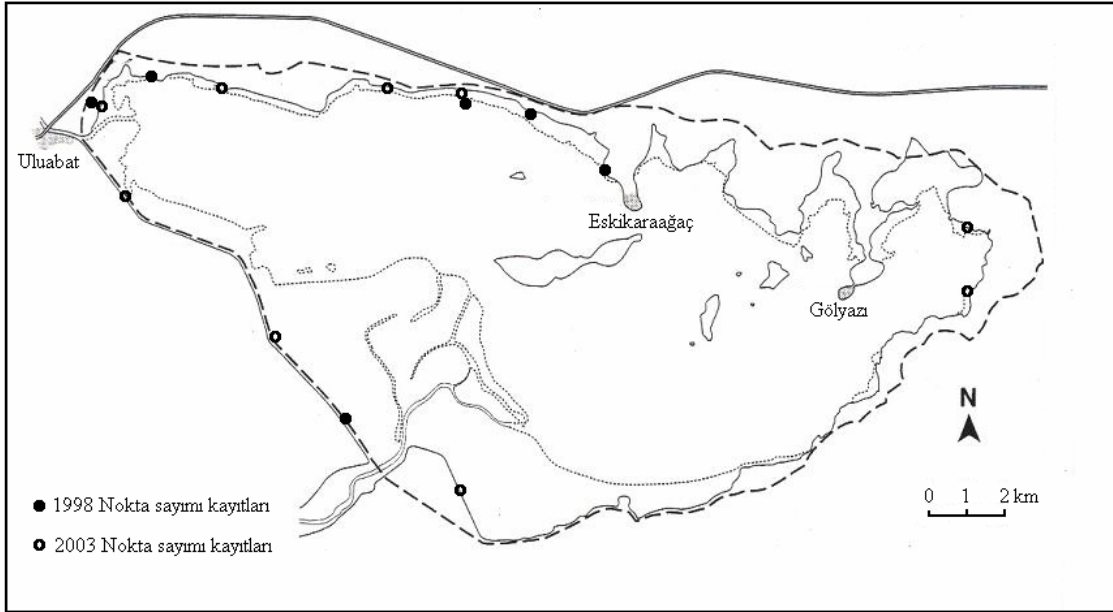 Uluabat
Eskikaraağaç
Gölyazı
N
0 1 2 km
1998 Nokta sayımı kayıtları
2003 Nokta sayımı kayıtları